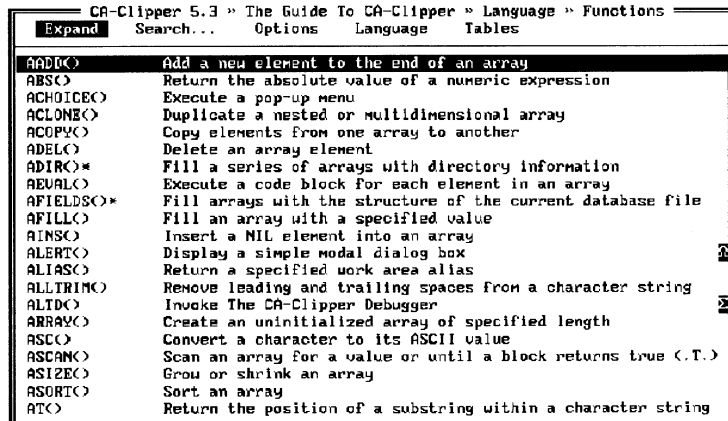 CA-Clipper 5.3 » The Guide To CA-Clipper » Language » Functions
Expand Search... Options Language Tables
AADD() Add a new element to the end of an array
ABS() Return the absolute value of a numeric expression
ACHOICE() Execute a pop-up menu
ACLONE() Duplicate a nested or multidimensional array
ACOPY() Copy elements from one array to another
ADEL() Delete an array element
ADIR()* Fill a series of arrays with directory information
AEVAL() Execute a code block for each element in an array
AFIELDS()* Fill arrays with the structure of the current database file
AFILL() Fill an array with a specified value
AINS() Insert a NIL element into an array
ALERT() Display a simple modal dialog box
ALIAS() Return a specified work area alias
ALLTRIM() Remove leading and trailing spaces from a character string
ALTD() Invoke The CA-Clipper Debugger
ARRAY() Create an uninitialized array of specified length
ASC() Convert a character to its ASCII value
ASCAN() Scan an array for a value or until a block returns true (.T.)
ASIZE() Grow or shrink an array
ASORT() Sort an array
AT() Return the position of a substring within a character string